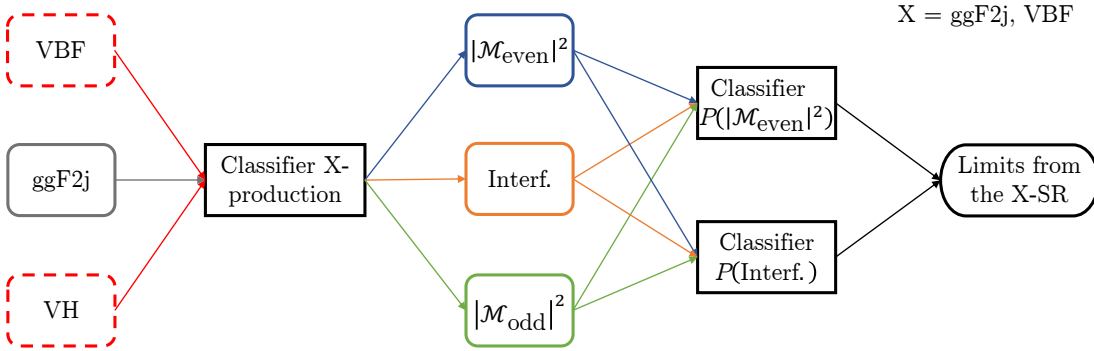 X = ggF2j, VBF
VBF
ggF2j
VH
Classifier X-
production
|ℳeven|²
Interf.
|ℳodd|²
Classifier
P(|ℳeven|²)
Classifier
P(Interf.)
Limits from
the X-SR